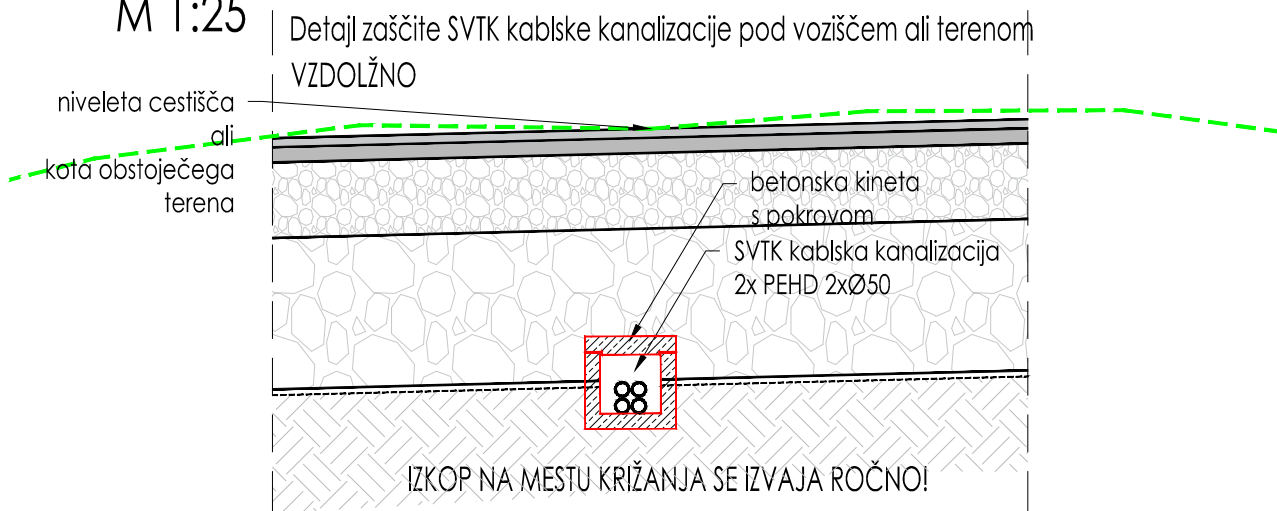 M 1:25
Detajl zaščite SVTK kablske kanalizacije pod voziščem ali terenom
VZDOLŽNO
niveleta cestišča
ali
kota obstoječega
terena
betonska kineta
s pokrovom
SVTK kablska kanalizacija
2x PEHD 2xØ50
IZKOP NA MESTU KRIŽANJA SE IZVAJA ROČNO!